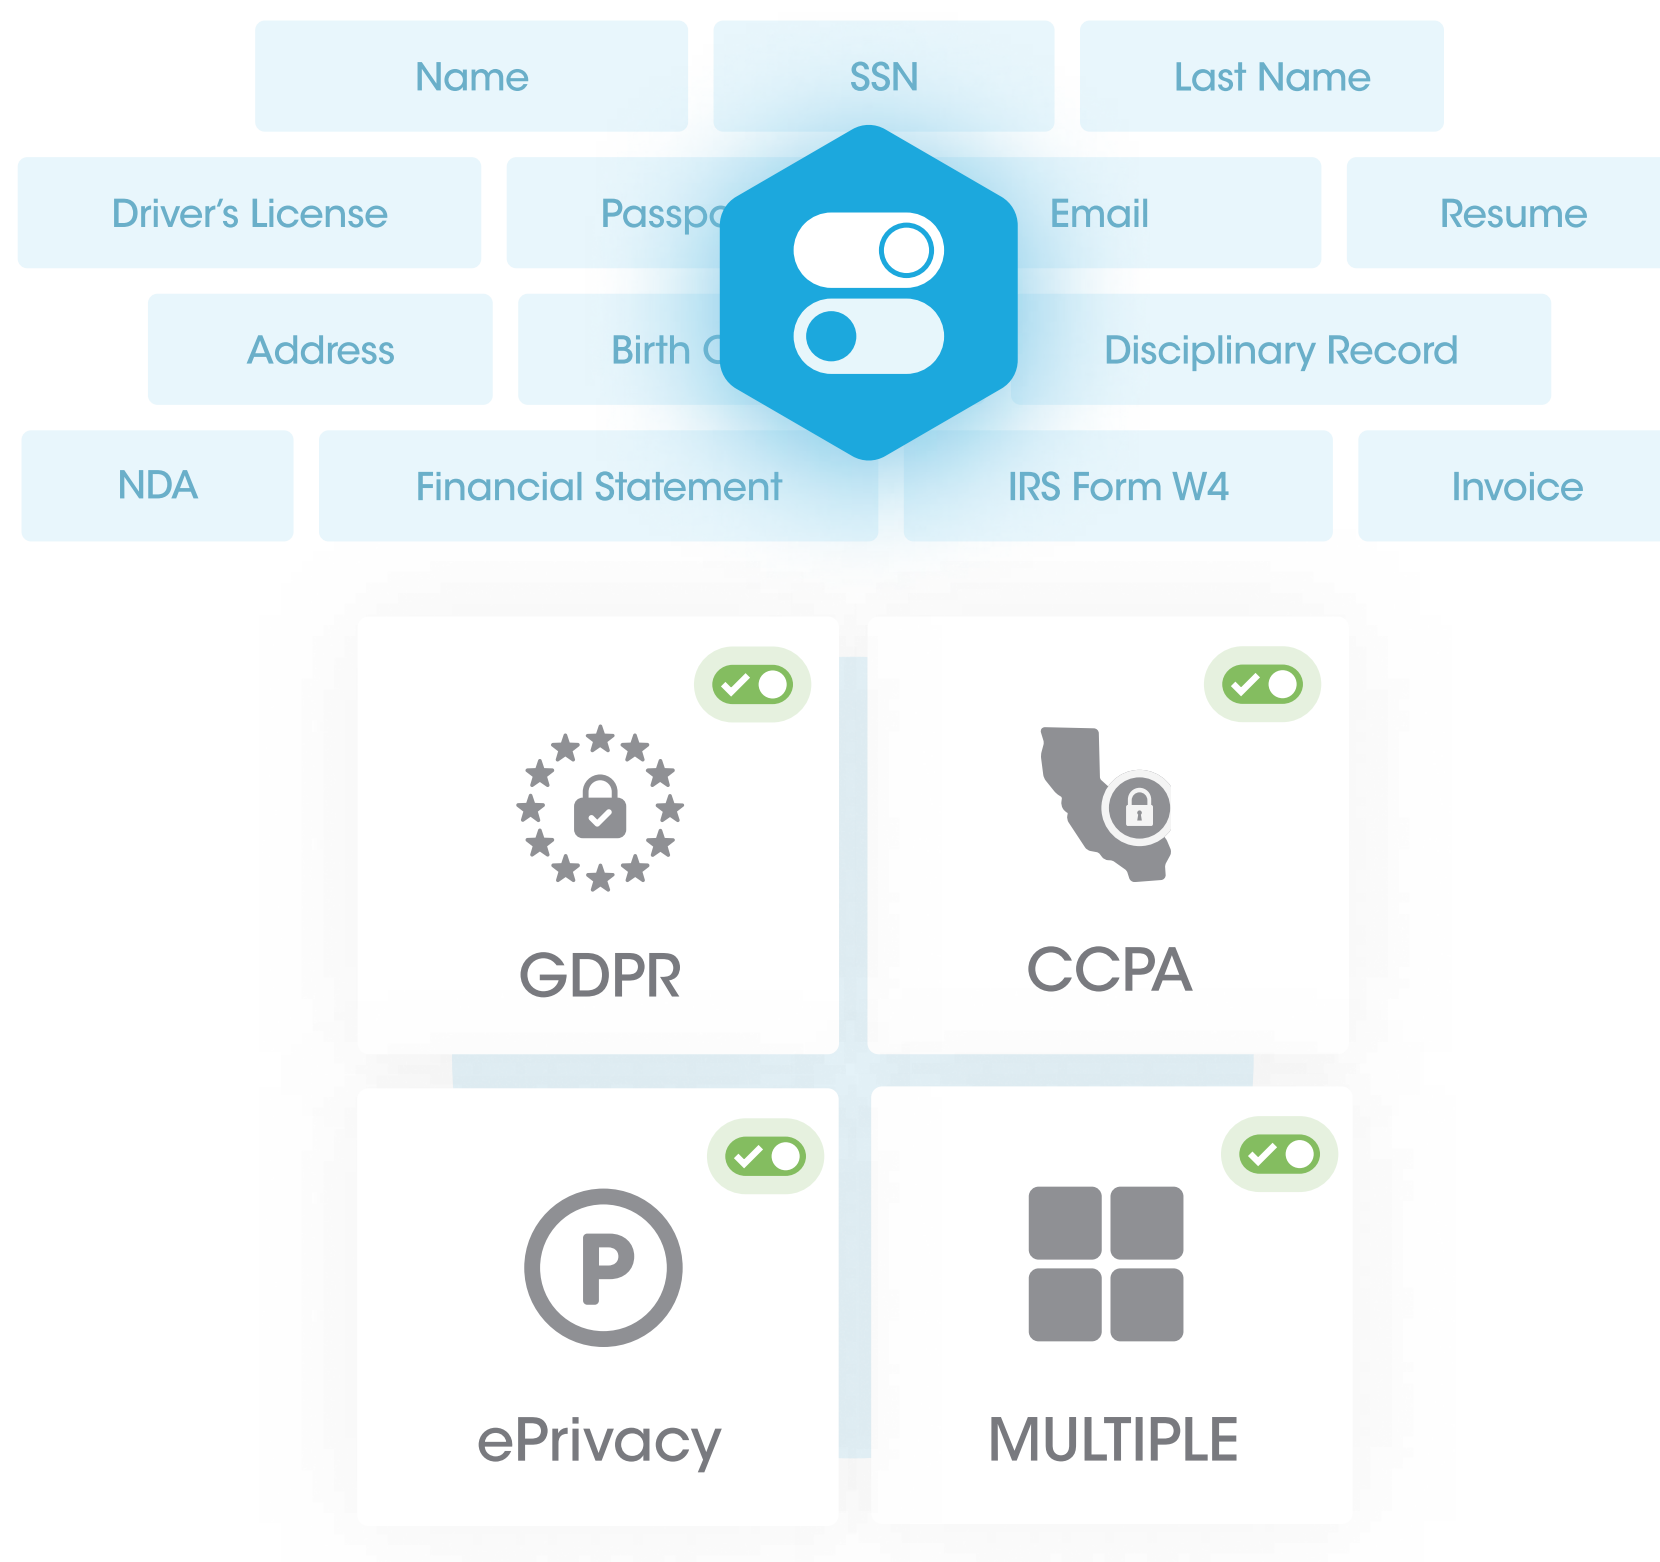 Name SSN Last Name
Driver's License Email Resume
Address Birth Disciplinary Record
NDA Financial Statement IRS Form W4 Invoice
GDPR CCPA
P
ePrivacy MULTIPLE